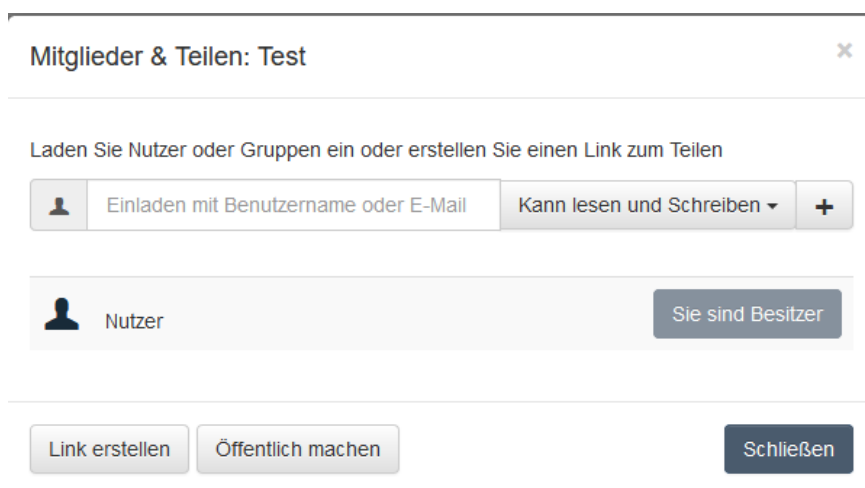 Mitglieder & Teilen: Test
×
Laden Sie Nutzer oder Gruppen ein oder erstellen Sie einen Link zum Teilen
Einladen mit Benutzername oder E-Mail Kann lesen und Schreiben +
Nutzer Sie sind Besitzer
Link erstellen Öffentlich machen Schließen